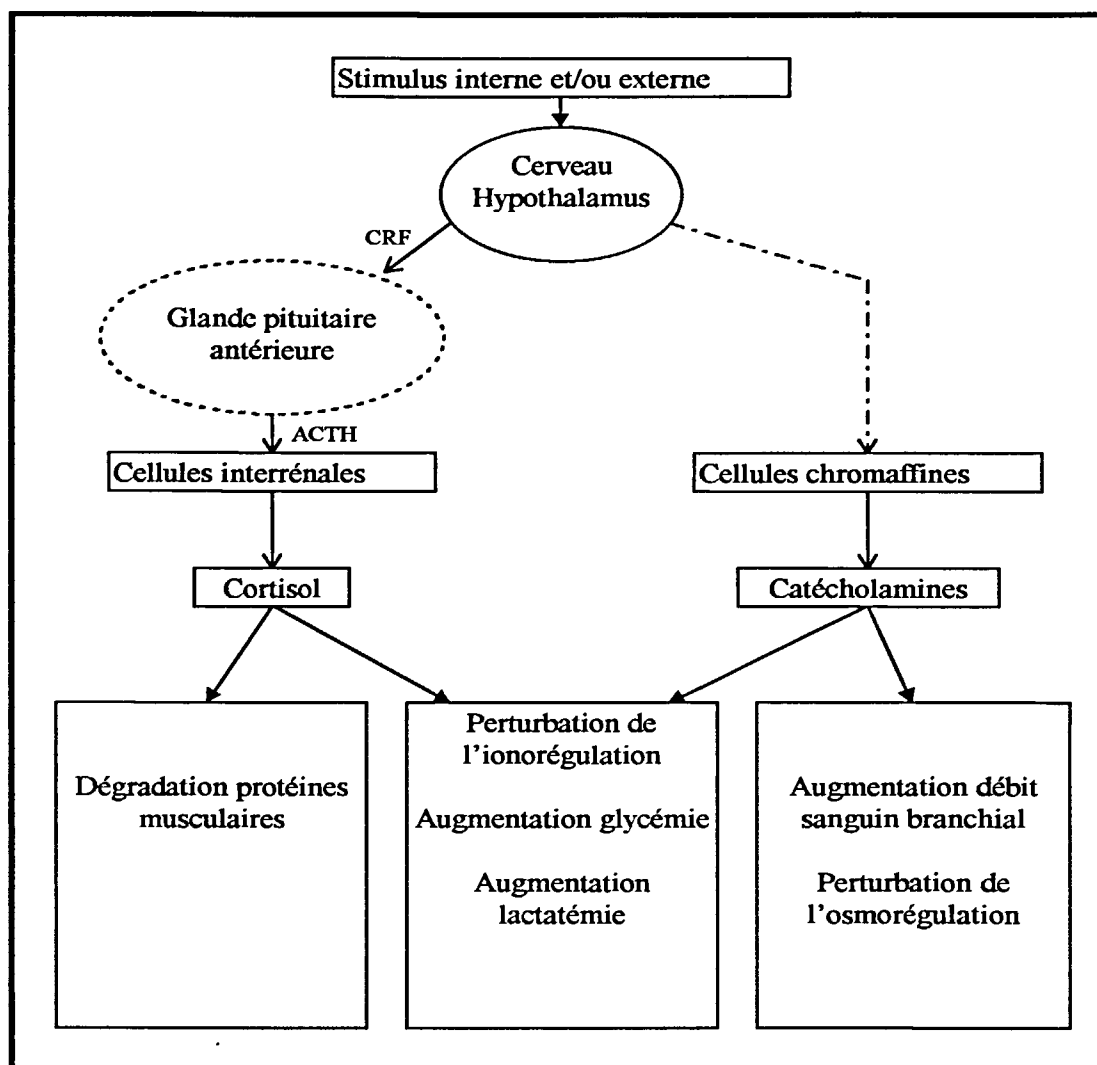 Stimulus interne et/ou externe
Cerveau
Hypothalamus
CRF
Glande pituitaire
antérieure
ACTH
Cellules interrénales
Cellules chromaffines
Cortisol
Catécholamines
Dégradation protéines
musculaires
Perturbation de
l'ionorégulation
Augmentation glycémie
Augmentation
lactatémie
Augmentation débit
sanguin branchial
Perturbation de
l'osmorégulation